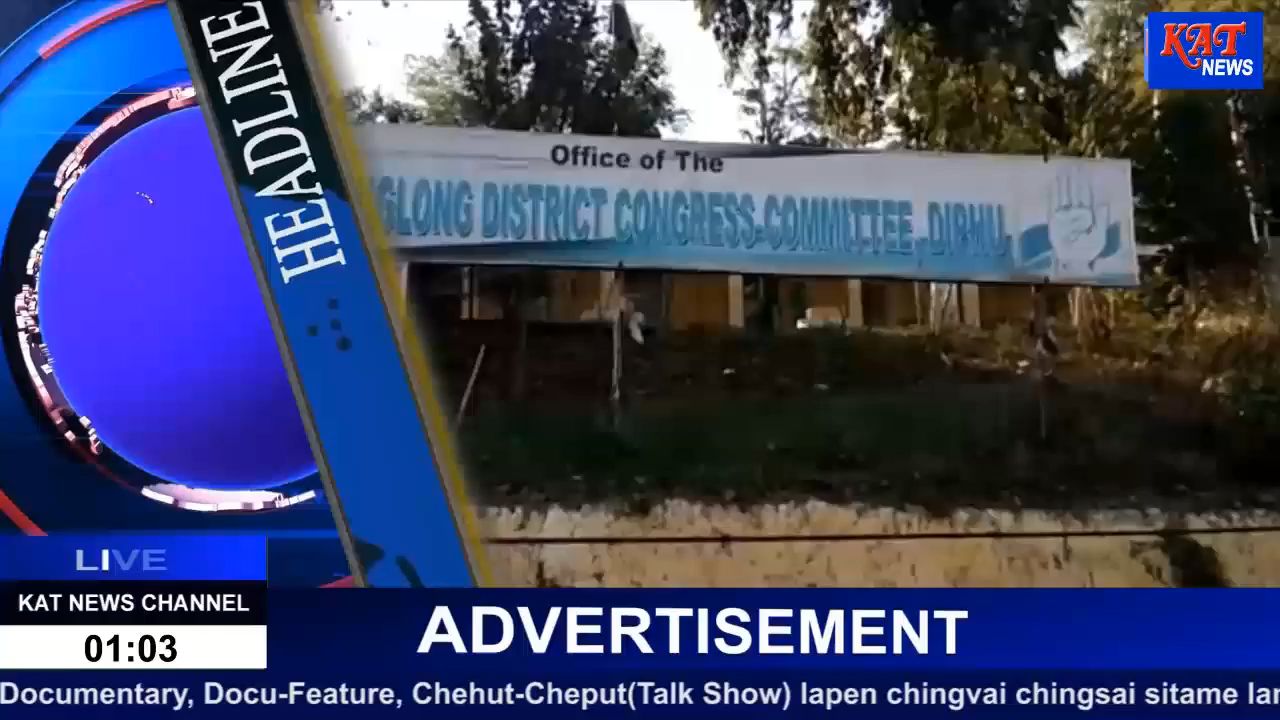 KAT
NEWS
HEADLINE
Office of The
GLONG DISTRICT CONGRESS COMMITTEE, DIPHU.
LIVE
KAT NEWS CHANNEL
01:03
ADVERTISEMENT
Documentary, Docu-Feature, Chehut-Cheput(Talk Show) lapen chingvai chingsai sitame lan